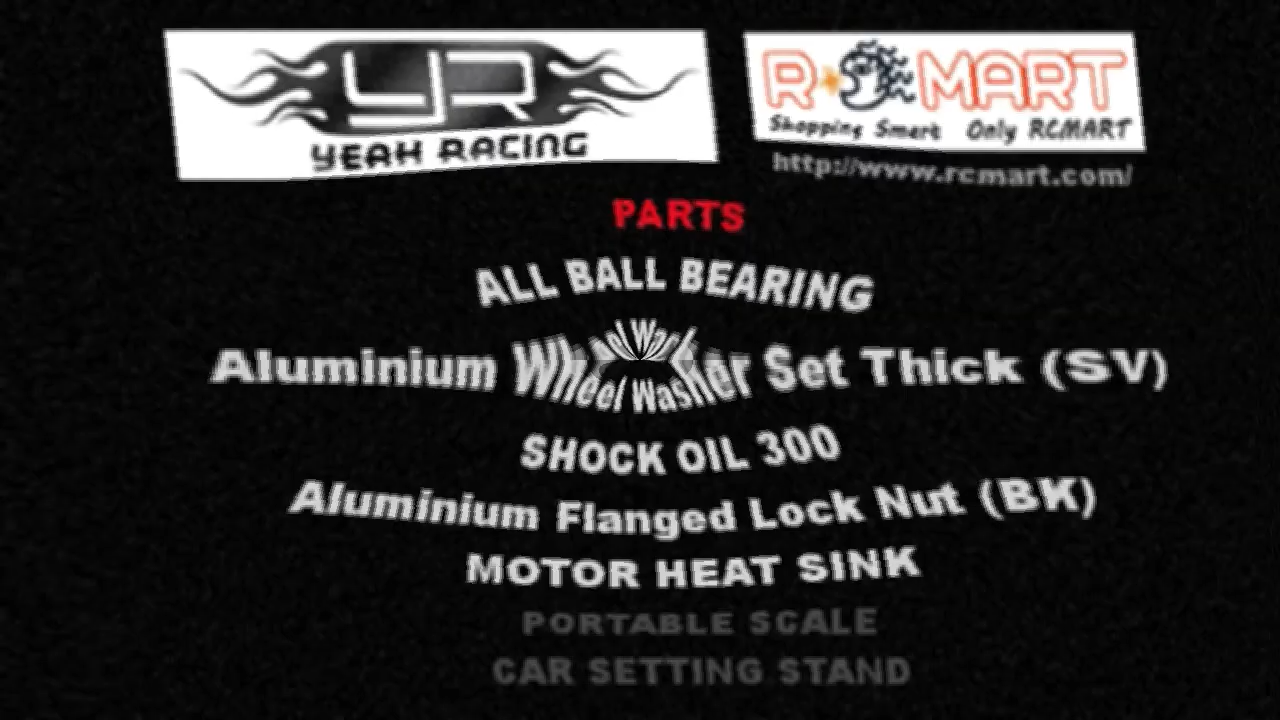 YR
YEAH RACING
R MART
Shopping Smart Only RCMART
http://www.rcmart.com/
PARTS
ALL BALL BEARING
Aluminium Wheel Washer Set Thick (SV)
SHOCK OIL 300
Aluminium Flanged Lock Nut (BK)
MOTOR HEAT SINK
PORTABLE SCALE
CAR SETTING STAND